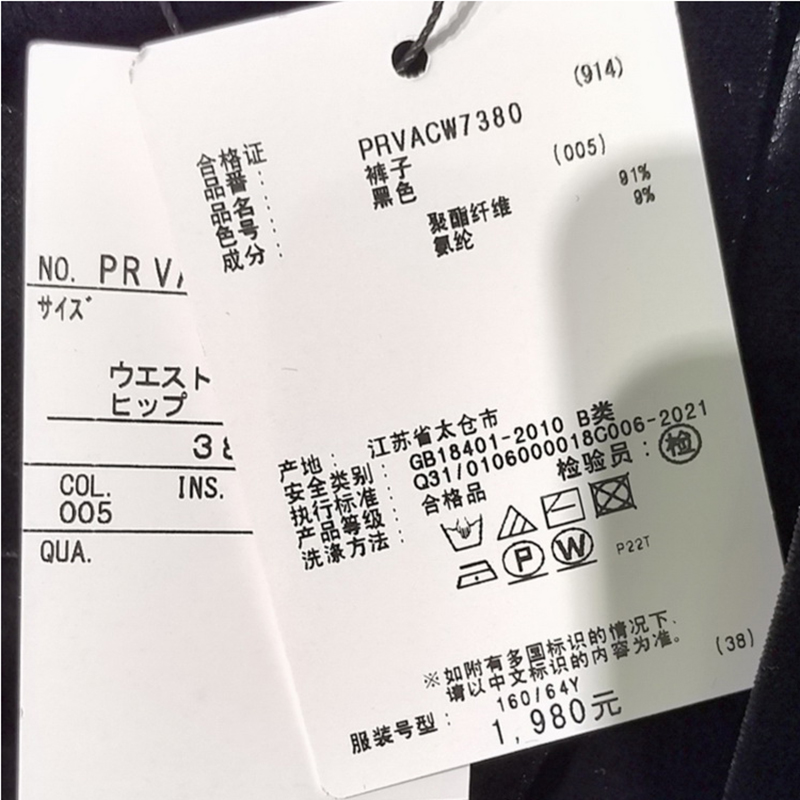 (914)
合格证
品番： PRVACW7380
品名： 裤子
色号： 黑色 (005)
成分： 聚酯纤维 91%
氨纶 9%
产地： 江苏省太仓市
安全类别： GB18401-2010 B类
执行标准： Q31/0106000018C006-2021
产品等级： 合格品 检验员：检
洗涤方法：
P W P22T
※如附有多国标识的情况下，
请以中文标识的内容为准。
(38)
服装号型： 160/64Y
1,980元
NO. PRVA
サイズ
ウエスト
ヒップ
38
COL. INS.
005
QUA.